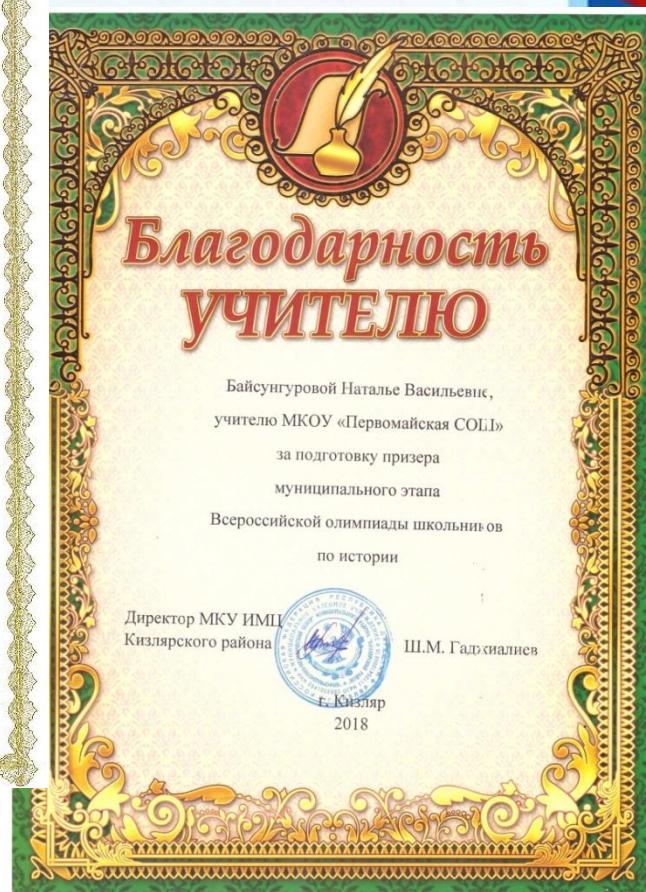 Благодарность
УЧИТЕЛЮ
Байсунгуровой Наталье Васильевне,
учителю МКОУ «Первомайская СОШ»
за подготовку призера
муниципального этапа
Всероссийской олимпиады школьников
по истории
Директор МКУ ИМЦ
Кизлярского района
Ш.М. Гаджиалиев
г. Кизляр
2018